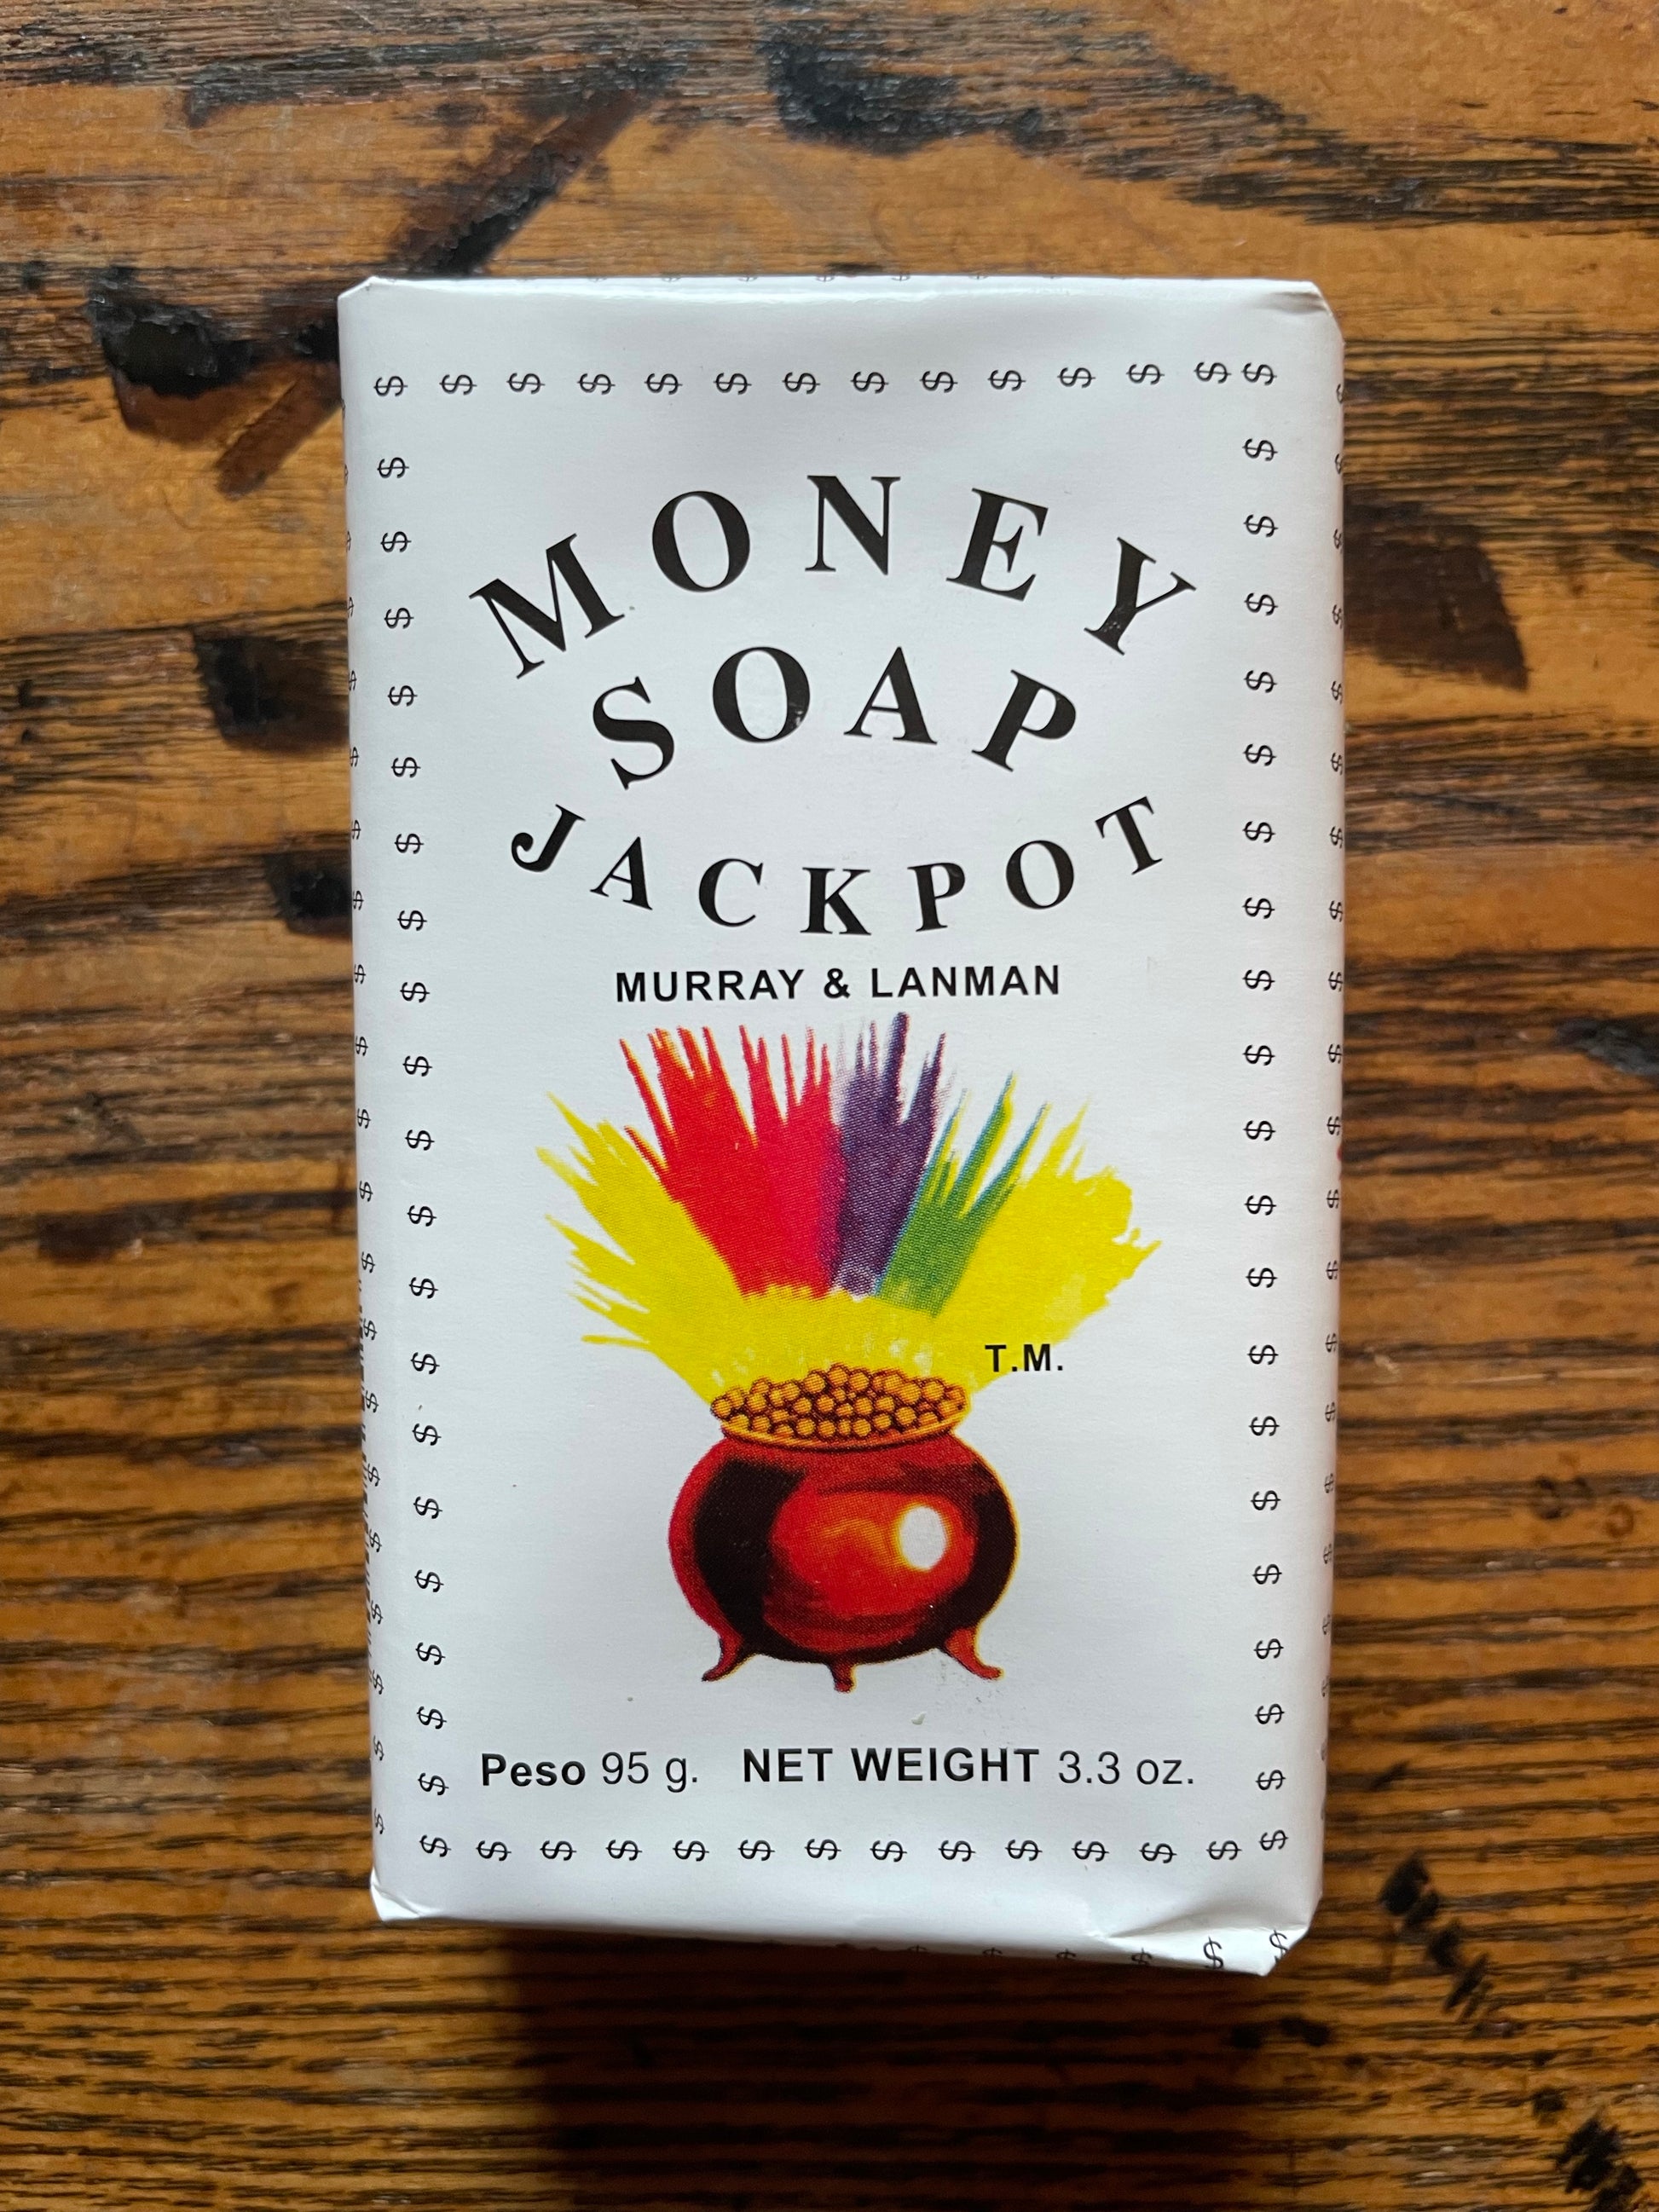 $ $ $ $ $ $ $ $ $ $ $ $ $ $
MONEY
SOAP
JACKPOT
MURRAY & LANMAN
T.M.
Peso 95 g. NET WEIGHT 3.3 oz.
$ $ $ $ $ $ $ $ $ $ $ $ $ $